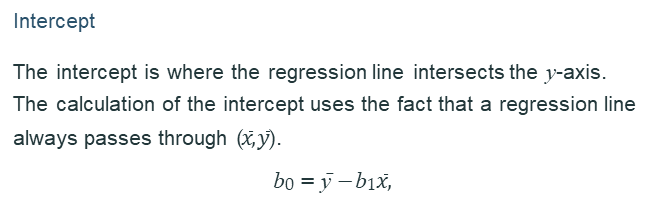 Intercept
The intercept is where the regression line intersects the y-axis.
The calculation of the intercept uses the fact that a regression line
always passes through (x̄,ȳ).
b₀ = ȳ − b₁x̄,